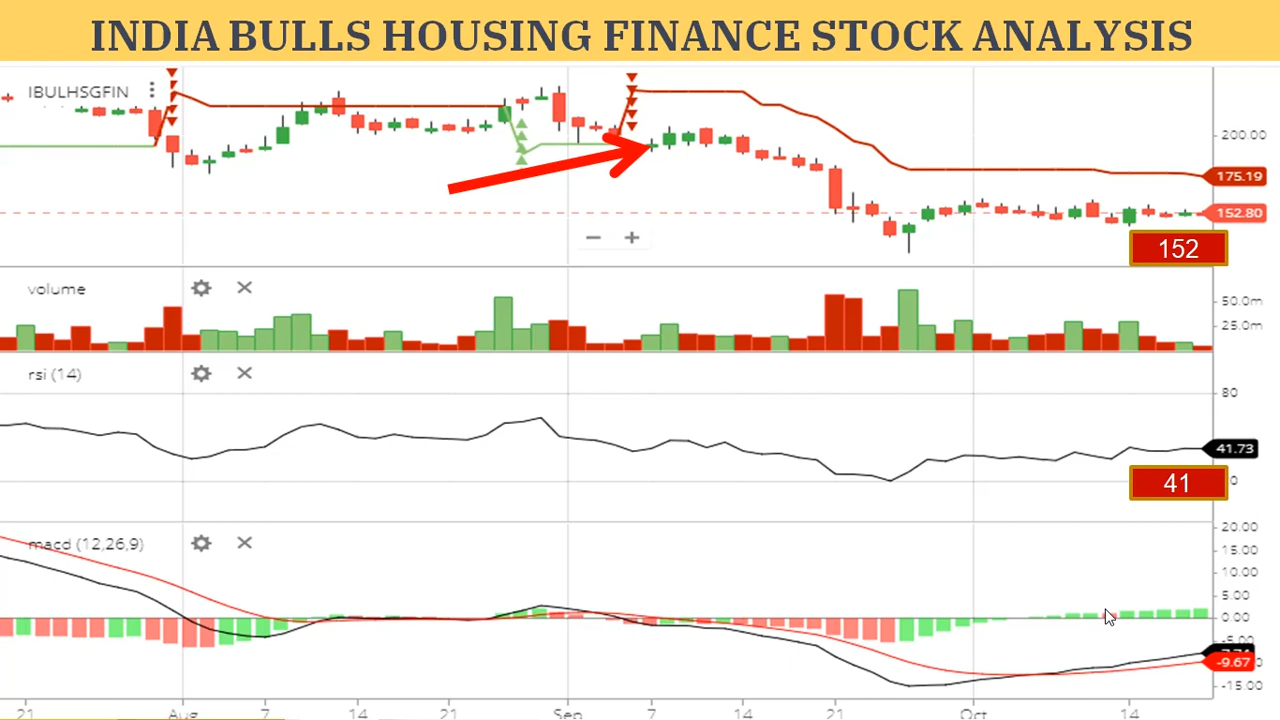 INDIA BULLS HOUSING FINANCE STOCK ANALYSIS
IBULHSGFIN
200.00
175.19
152.80
152
volume
50.0m
25.0m
rsi (14)
80
41.73
41
macd (12,26,9)
20.00
15.00
10.00
5.00
0.00
-5.00
-9.67
-15.00
21 Aug 7 14 21 Sep 7 14 21 Oct 14